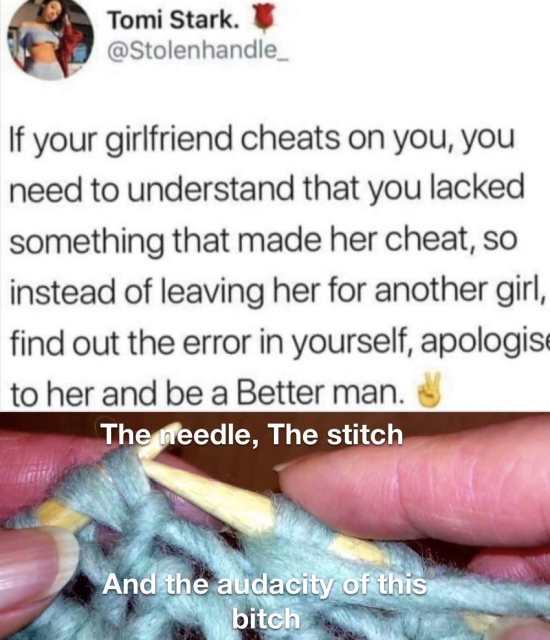 Tomi Stark. 🌹
@Stolenhandle_
If your girlfriend cheats on you, you
need to understand that you lacked
something that made her cheat, so
instead of leaving her for another girl,
find out the error in yourself, apologise
to her and be a Better man. ✌️
The needle, The stitch
And the audacity of this
bitch